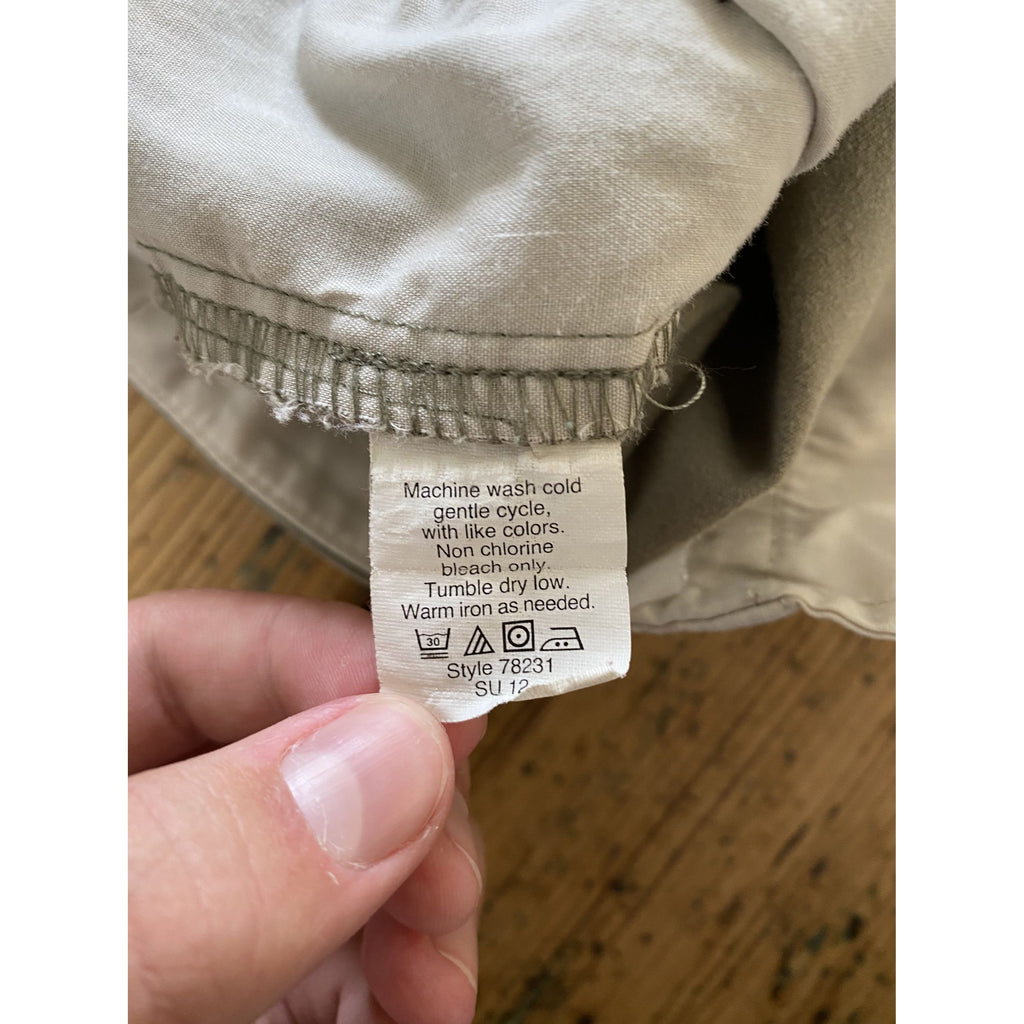 Machine wash cold
gentle cycle,
with like colors.
Non chlorine
bleach only.
Tumble dry low.
Warm iron as needed.
30
Style 78231
SU 12